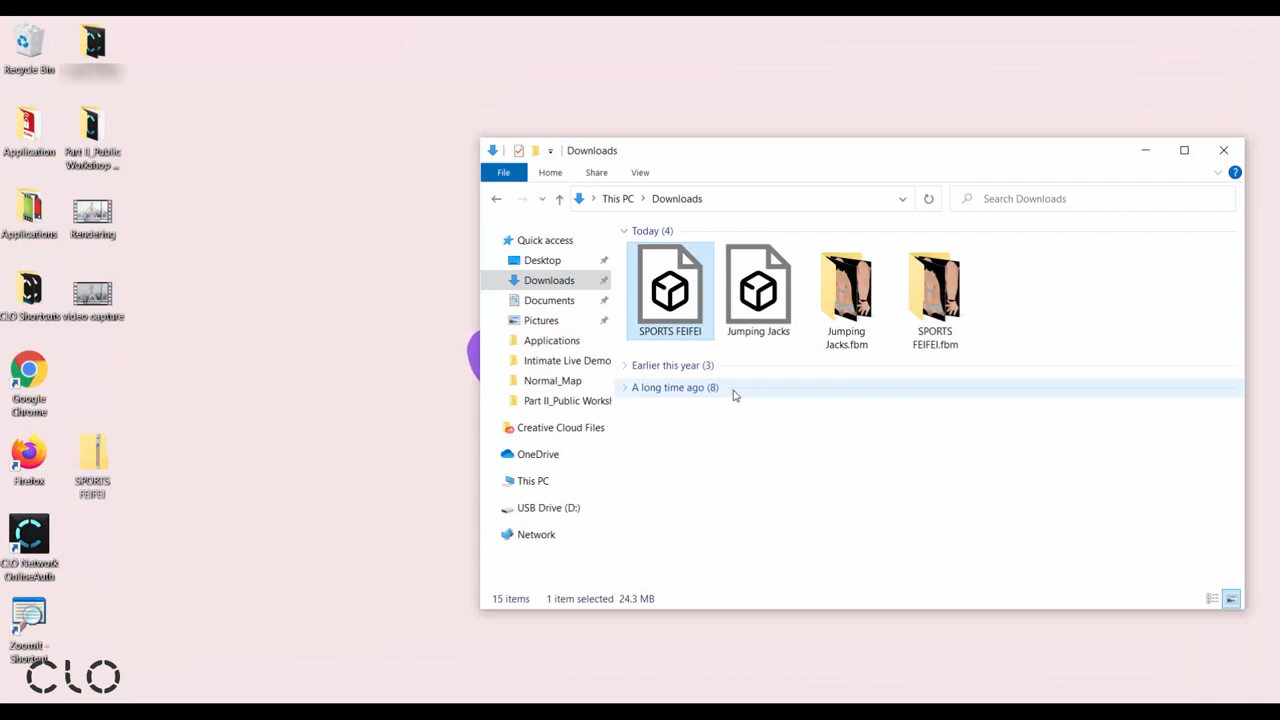 Recycle Bin
Application
Part II_Public
Workshop ...
Applications
Rendering
CLO Shortcuts
video capture
Google
Chrome
Firefox
SPORTS
FEIFEI
CLO Network
OnlineAuth
ZoomIt -
Shortcut
CLO
Downloads
File
Home
Share
View
This PC
Downloads
Search Downloads
Quick access
Desktop
Downloads
Documents
Pictures
Applications
Intimate Live Demo
Normal_Map
Part II_Public Worksh
Creative Cloud Files
OneDrive
This PC
USB Drive (D:)
Network
Today (4)
SPORTS FEIFEI
Jumping Jacks
Jumping
Jacks.fbm
SPORTS
FEIFEI.fbm
Earlier this year (3)
A long time ago (8)
15 items
1 item selected 24.3 MB